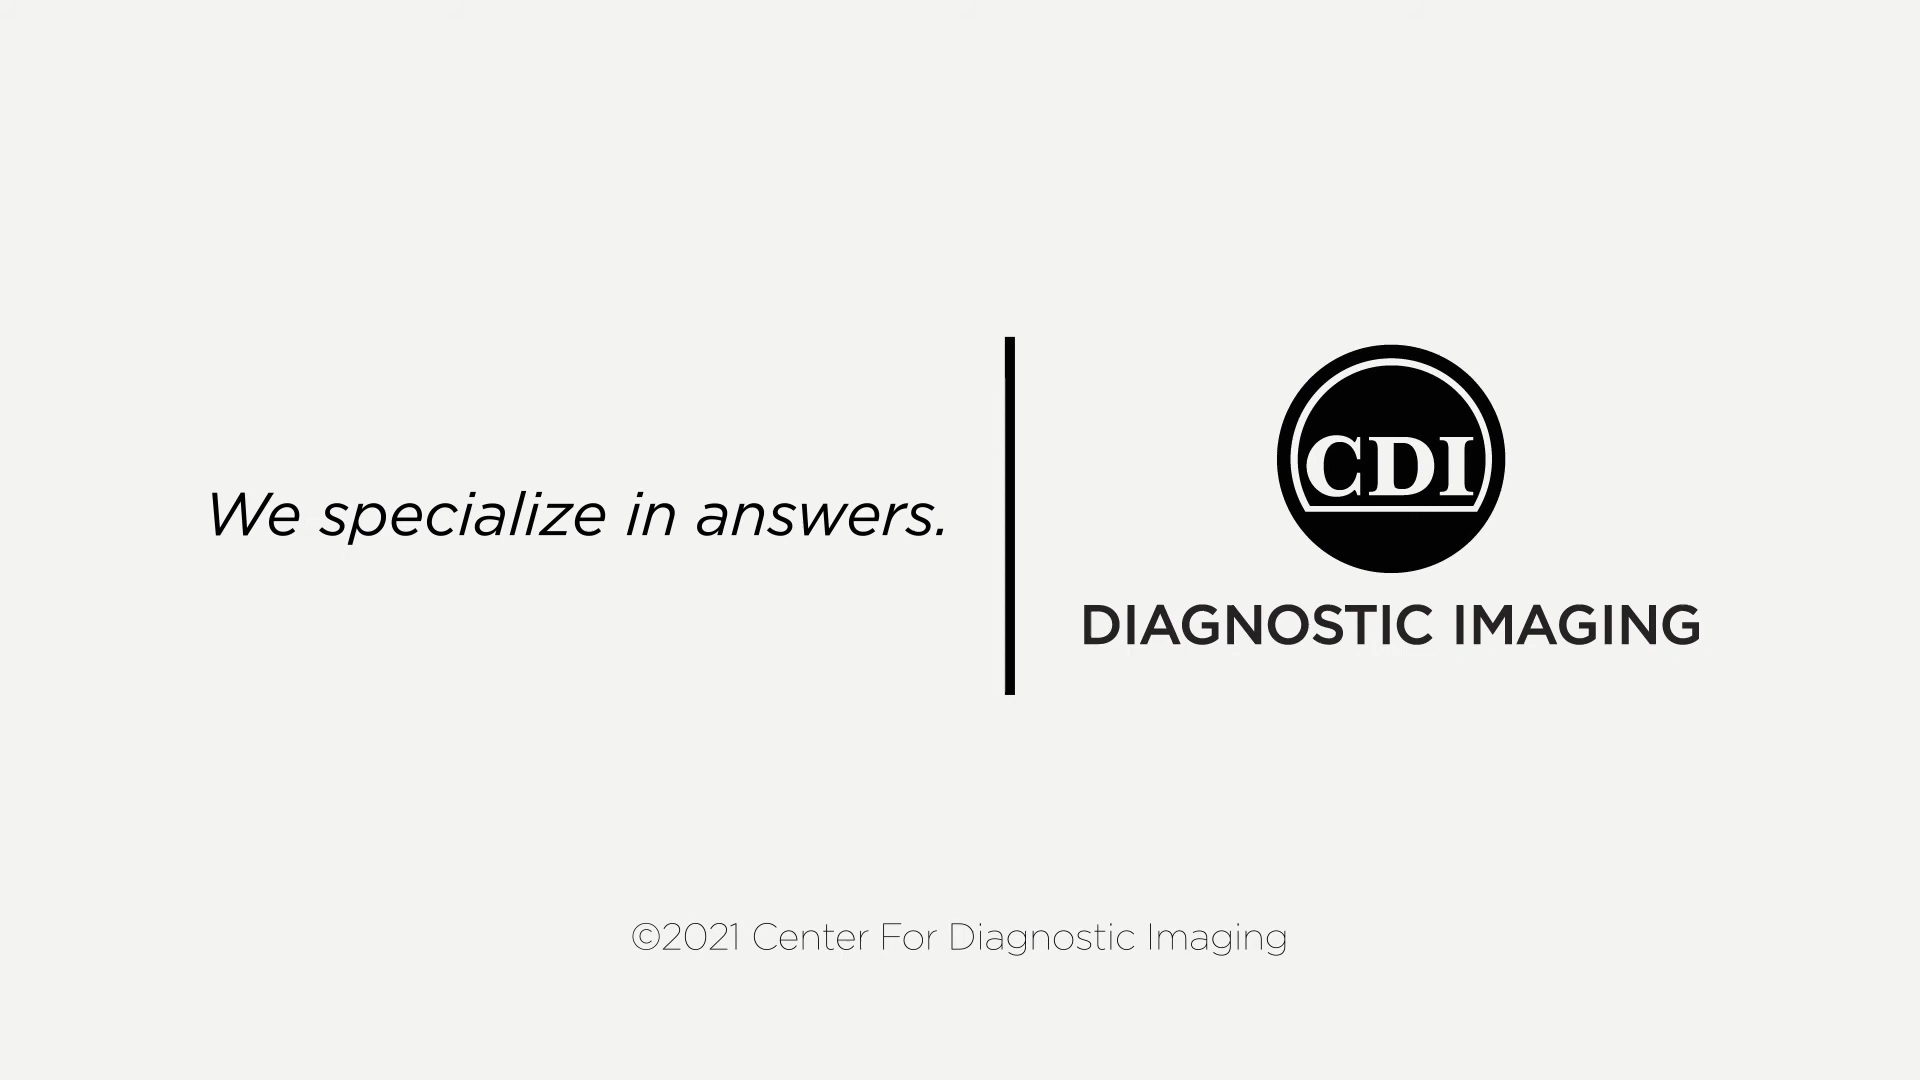 We specialize in answers.
CDI
DIAGNOSTIC IMAGING
©2021 Center For Diagnostic Imaging